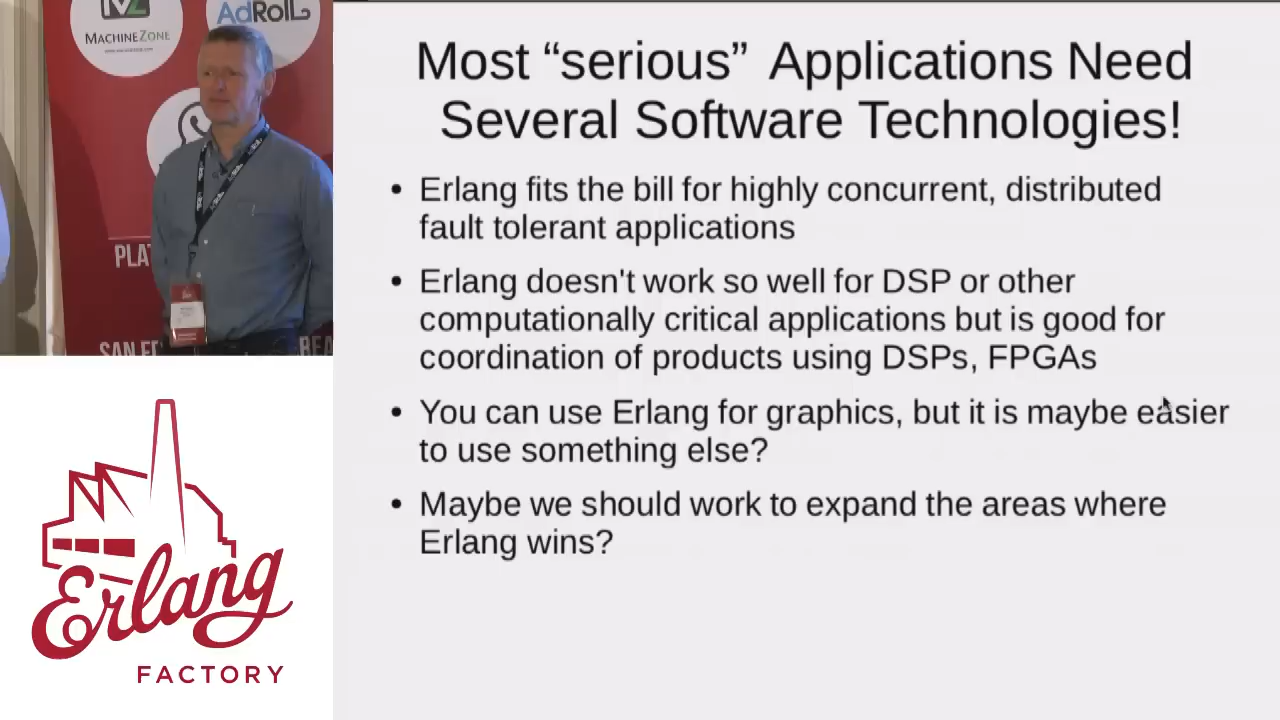 MACHINEZONE
AdRoll
PLAT
SAN FR
BEA
Erlang
FACTORY
Most “serious” Applications Need
Several Software Technologies!
• Erlang fits the bill for highly concurrent, distributed
fault tolerant applications
• Erlang doesn't work so well for DSP or other
computationally critical applications but is good for
coordination of products using DSPs, FPGAs
• You can use Erlang for graphics, but it is maybe easier
to use something else?
• Maybe we should work to expand the areas where
Erlang wins?